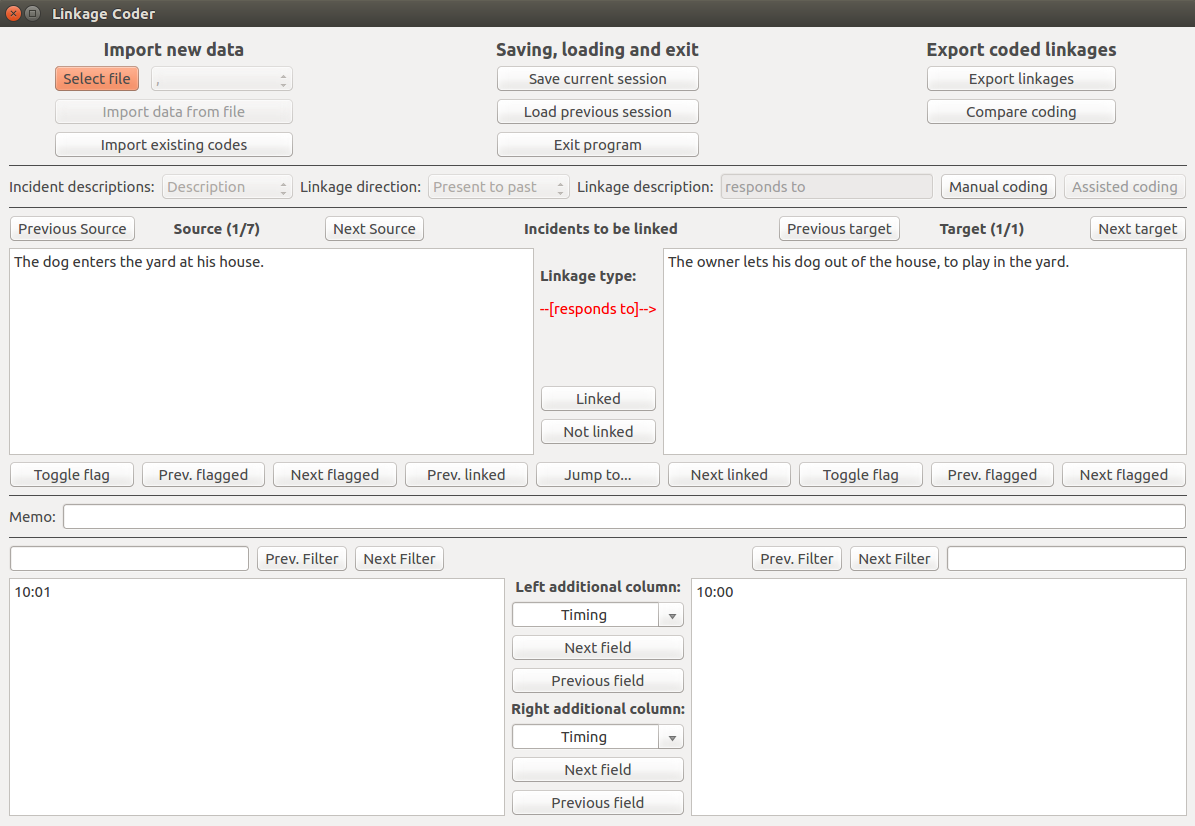 Linkage Coder
Import new data Saving, loading and exit Export coded linkages
Select file , Save current session Export linkages
Import data from file Load previous session Compare coding
Import existing codes Exit program
Incident descriptions: Description Linkage direction: Present to past Linkage description: responds to Manual coding Assisted coding
Previous Source Source (1/7) Next Source Incidents to be linked Previous target Target (1/1) Next target
The dog enters the yard at his house. The owner lets his dog out of the house, to play in the yard.
Linkage type:
--[responds to]-->
Linked
Not linked
Toggle flag Prev. flagged Next flagged Prev. linked Jump to... Next linked Toggle flag Prev. flagged Next flagged
Memo:
Prev. Filter Next Filter Prev. Filter Next Filter
10:01 Left additional column: 10:00
Timing
Next field
Previous field
Right additional column:
Timing
Next field
Previous field